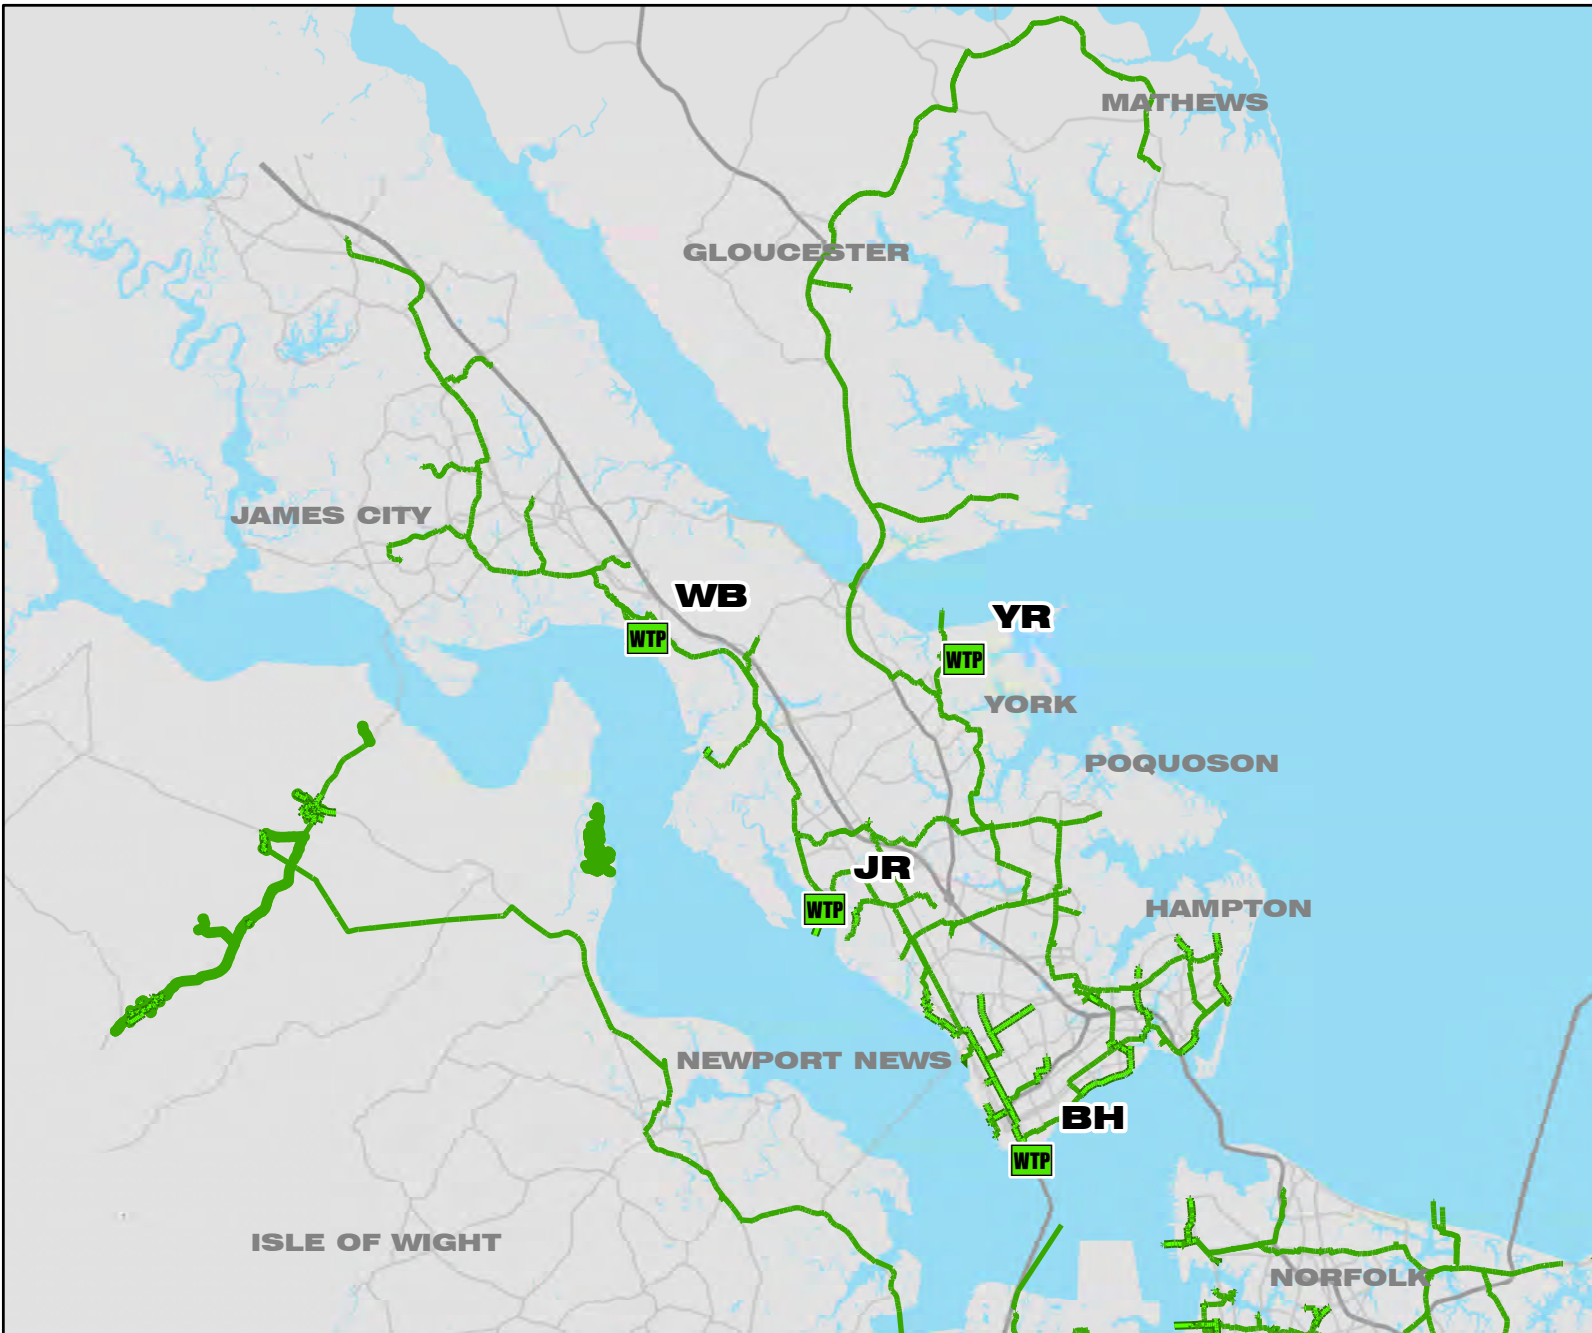 MATHEWS
GLOUCESTER
JAMES CITY
WB
WTP
YR
WTP
YORK
POQUOSON
JR
WTP
HAMPTON
NEWPORT NEWS
BH
WTP
ISLE OF WIGHT
NORFOLK